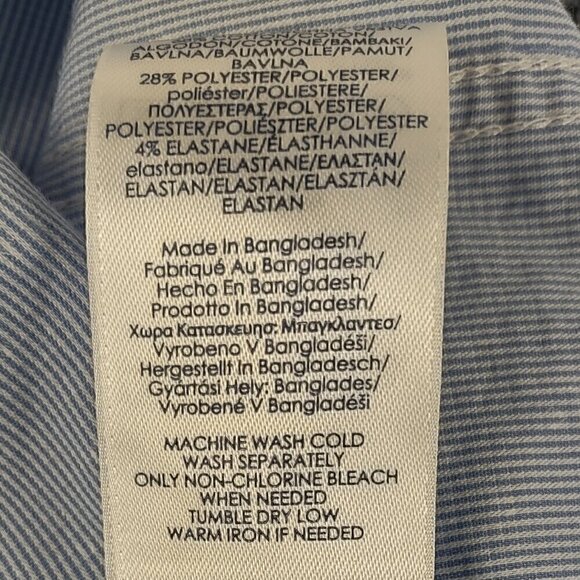 ALGODON/COTONE/BAMBAKI/
BAVLNA/BAUMWOLLE/PAMUT/
BAVLNA
28% POLYESTER/POLYESTER/
poliéster/POLIESTERE/
ΠΟΛΥΕΣΤΕΡΑΣ/POLYESTER/
POLYESTER/POLIÉSZTER/POLYESTER
4% ELASTANE/ÉLASTHANNE/
elastano/ELASTANE/ΕΛΑΣΤΑΝ/
ELASTAN/ELASTAN/ELASZTÁN/
ELASTAN
Made In Bangladesh/
Fabriqué Au Bangladesh/
Hecho En Bangladesh/
Prodotto In Bangladesh/
Χωρα Κατασκευησ: Μπαγκλαντεσ/
Vyrobeno V Bangladéši/
Hergestellt In Bangladesch/
Gyártási Hely: Banglades/
Vyrobené V Bangladéši
MACHINE WASH COLD
WASH SEPARATELY
ONLY NON-CHLORINE BLEACH
WHEN NEEDED
TUMBLE DRY LOW
WARM IRON IF NEEDED